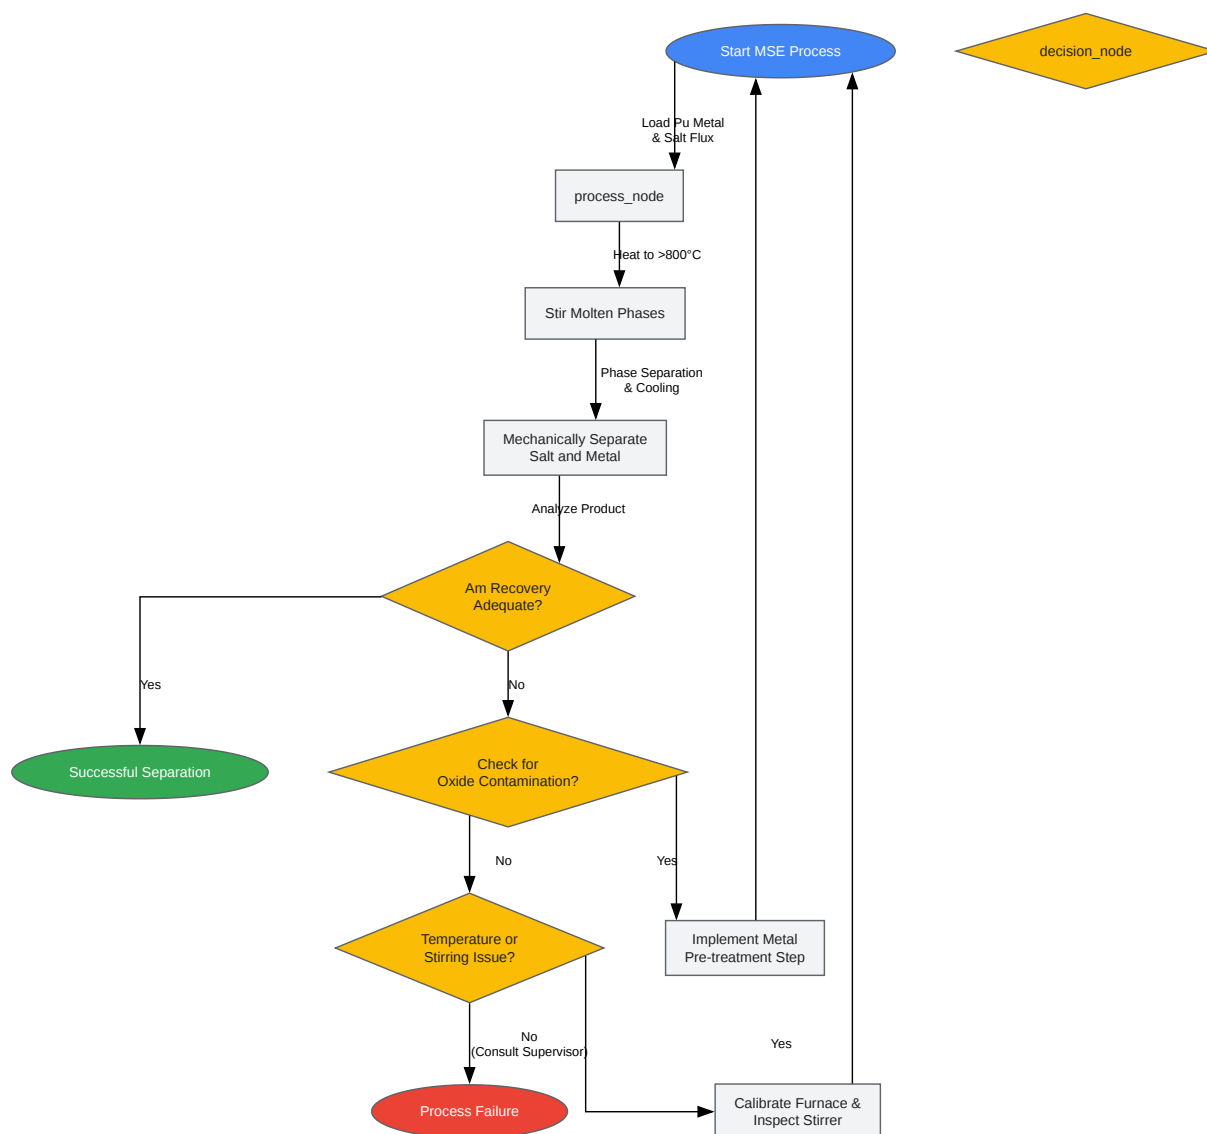 Start MSE Process
decision_node
Load Pu Metal
& Salt Flux
process_node
Heat to >800°C
Stir Molten Phases
Phase Separation
& Cooling
Mechanically Separate
Salt and Metal
Analyze Product
Am Recovery
Adequate?
Yes
No
Successful Separation
Check for
Oxide Contamination?
No
Yes
Temperature or
Stirring Issue?
Implement Metal
Pre-treatment Step
No
(Consult Supervisor)
Yes
Process Failure
Calibrate Furnace &
Inspect Stirrer